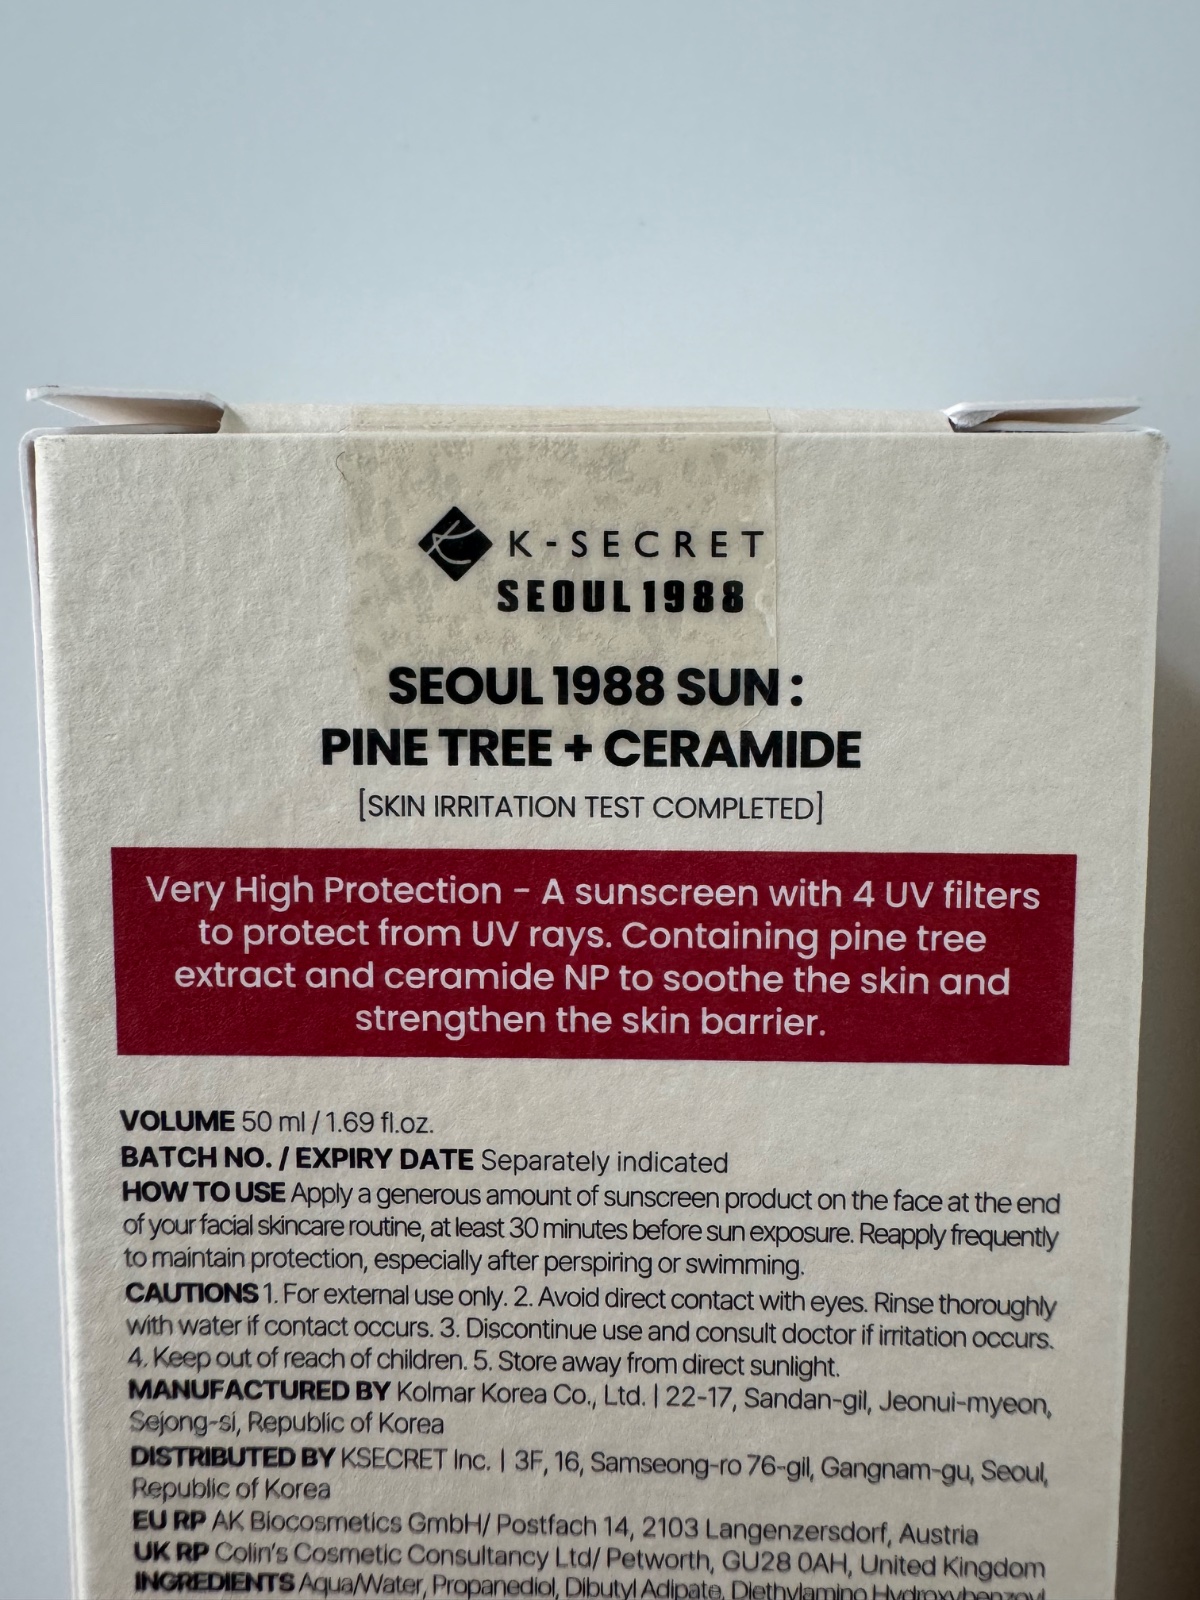 K-SECRET
SEOUL 1988
SEOUL 1988 SUN :
PINE TREE + CERAMIDE
[SKIN IRRITATION TEST COMPLETED]
Very High Protection - A sunscreen with 4 UV filters
to protect from UV rays. Containing pine tree
extract and ceramide NP to soothe the skin and
strengthen the skin barrier.
VOLUME 50 ml / 1.69 fl.oz.
BATCH NO. / EXPIRY DATE Separately indicated
HOW TO USE Apply a generous amount of sunscreen product on the face at the end
of your facial skincare routine, at least 30 minutes before sun exposure. Reapply frequently
to maintain protection, especially after perspiring or swimming.
CAUTIONS 1. For external use only. 2. Avoid direct contact with eyes. Rinse thoroughly
with water if contact occurs. 3. Discontinue use and consult doctor if irritation occurs.
4. Keep out of reach of children. 5. Store away from direct sunlight.
MANUFACTURED BY Kolmar Korea Co., Ltd. | 22-17, Sandan-gil, Jeonui-myeon,
Sejong-si, Republic of Korea
DISTRIBUTED BY KSECRET Inc. | 3F, 16, Samseong-ro 76-gil, Gangnam-gu, Seoul,
Republic of Korea
EU RP AK Biocosmetics GmbH/ Postfach 14, 2103 Langenzersdorf, Austria
UK RP Colin's Cosmetic Consultancy Ltd/ Petworth, GU28 0AH, United Kingdom
INGREDIENTS Aqua/Water, Propanediol, Dibutyl Adipate, Diethylamino Hydroxybenzoyl